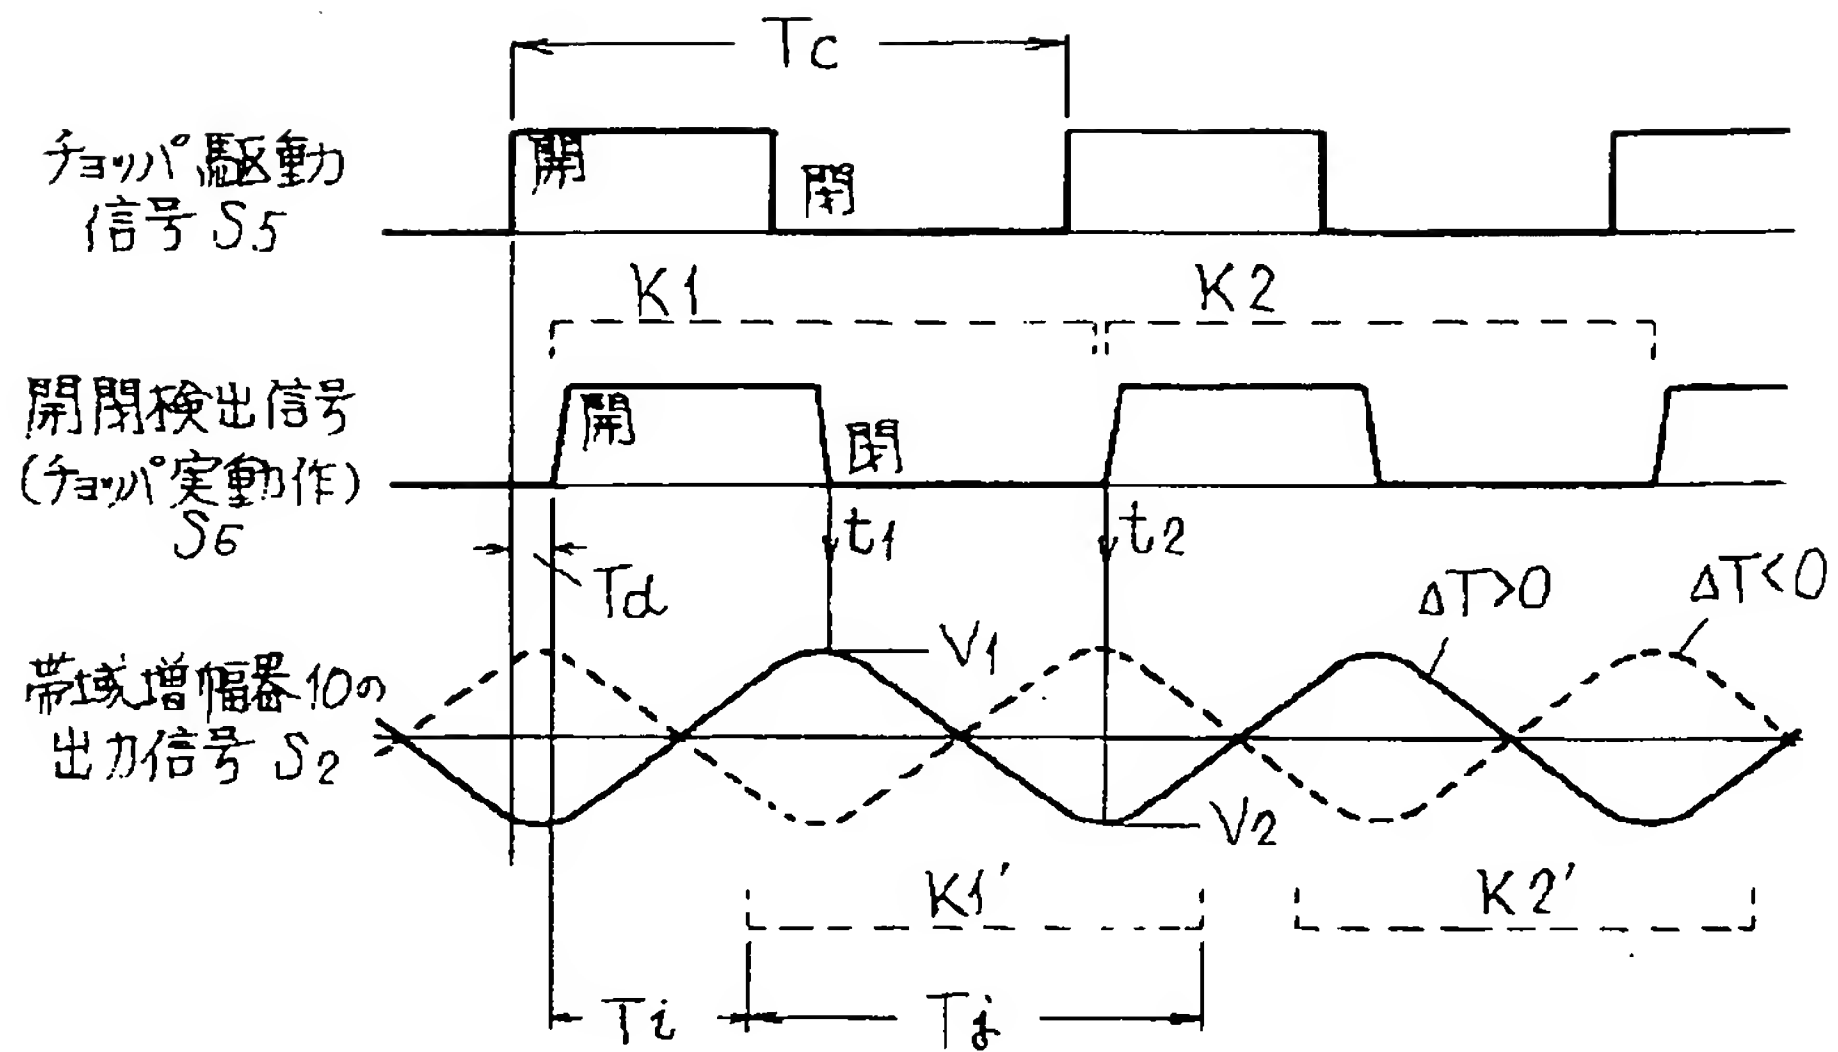 Tc
チョッパ駆動
信号 S5
開
閉
K1
K2
開閉検出信号
(チョッパ実動作)
S6
開
閉
t1
t2
Td
ΔT>0
ΔT<0
帯域増幅器10の
出力信号 S2
V1
V2
K1'
K2'
Ti
Tj